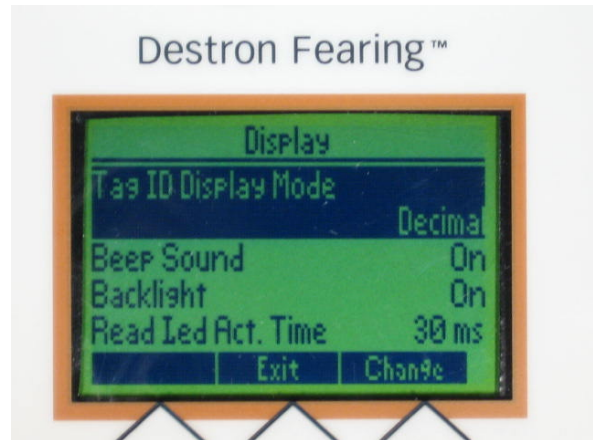 Destron Fearing™
Display
Tag ID Display Mode
Decimal
Beep Sound On
Backlight On
Read Led Act. Time 30 ms
Exit Change